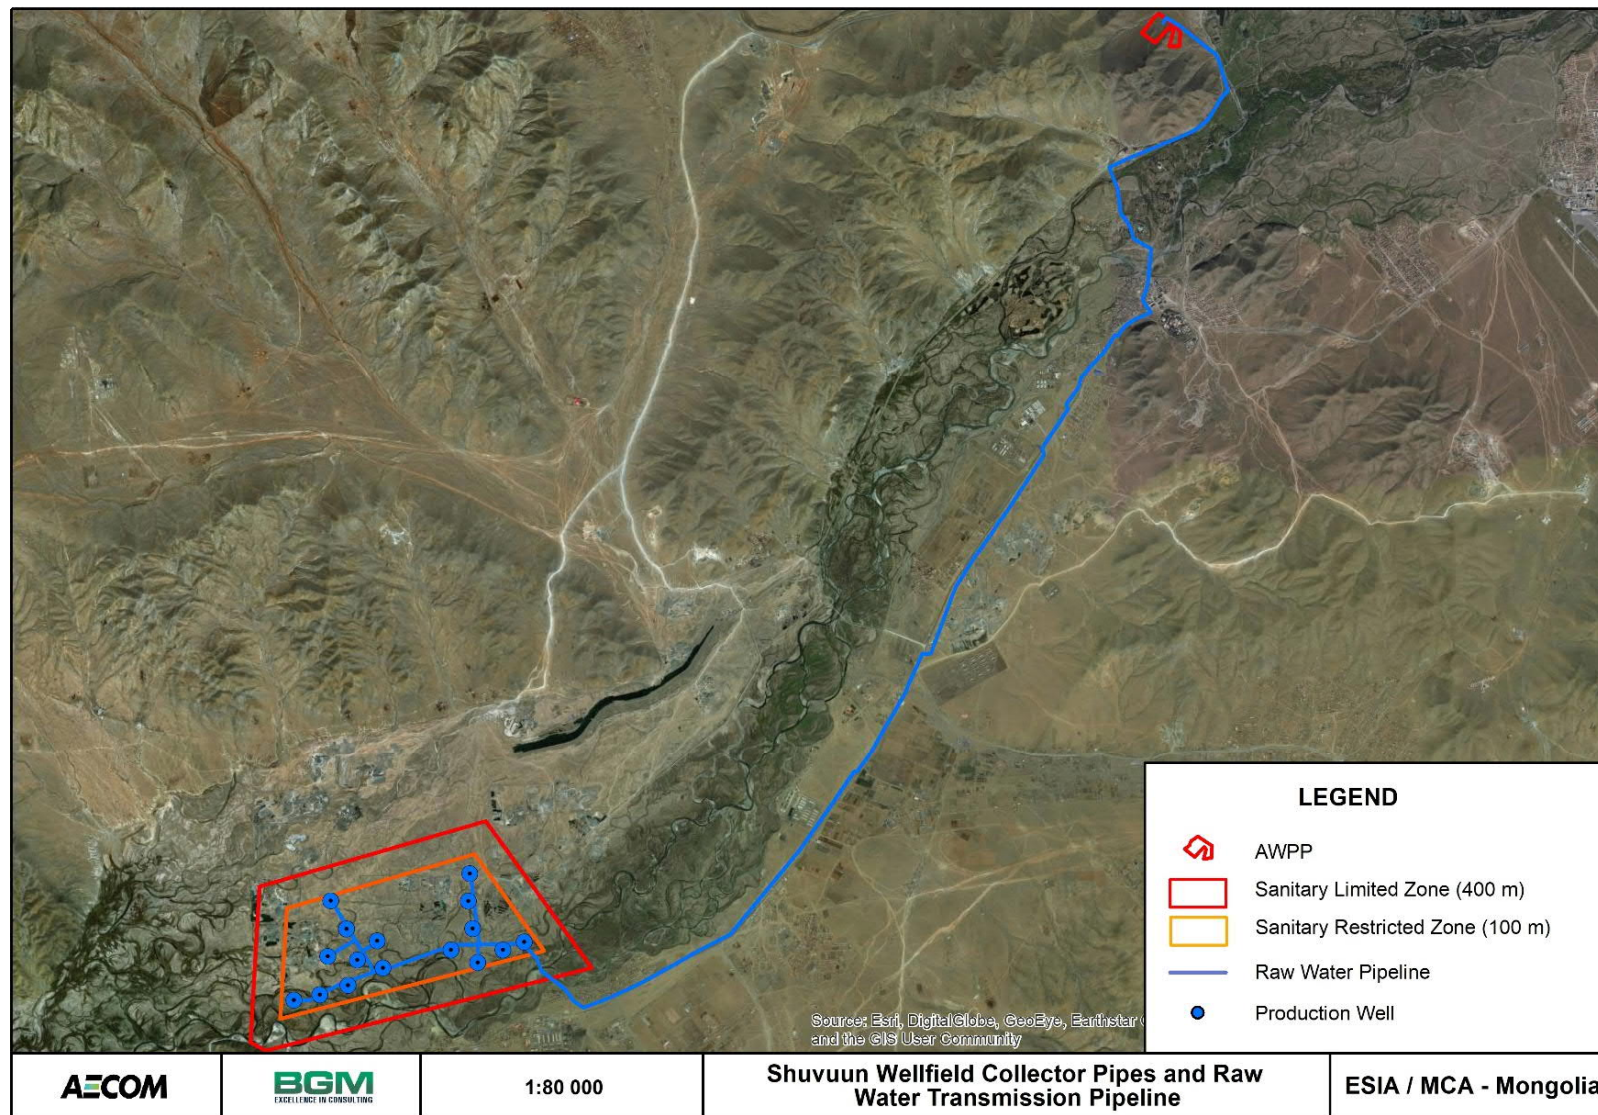 LEGEND
AWPP
Sanitary Limited Zone (400 m)
Sanitary Restricted Zone (100 m)
Raw Water Pipeline
Production Well
Source: Esri, DigitalGlobe, GeoEye, Earthstar
and the GIS User Community
AECOM
BGM
EXCELLENCE IN CONSULTING
1:80 000
Shuvuun Wellfield Collector Pipes and Raw
Water Transmission Pipeline
ESIA / MCA - Mongolia